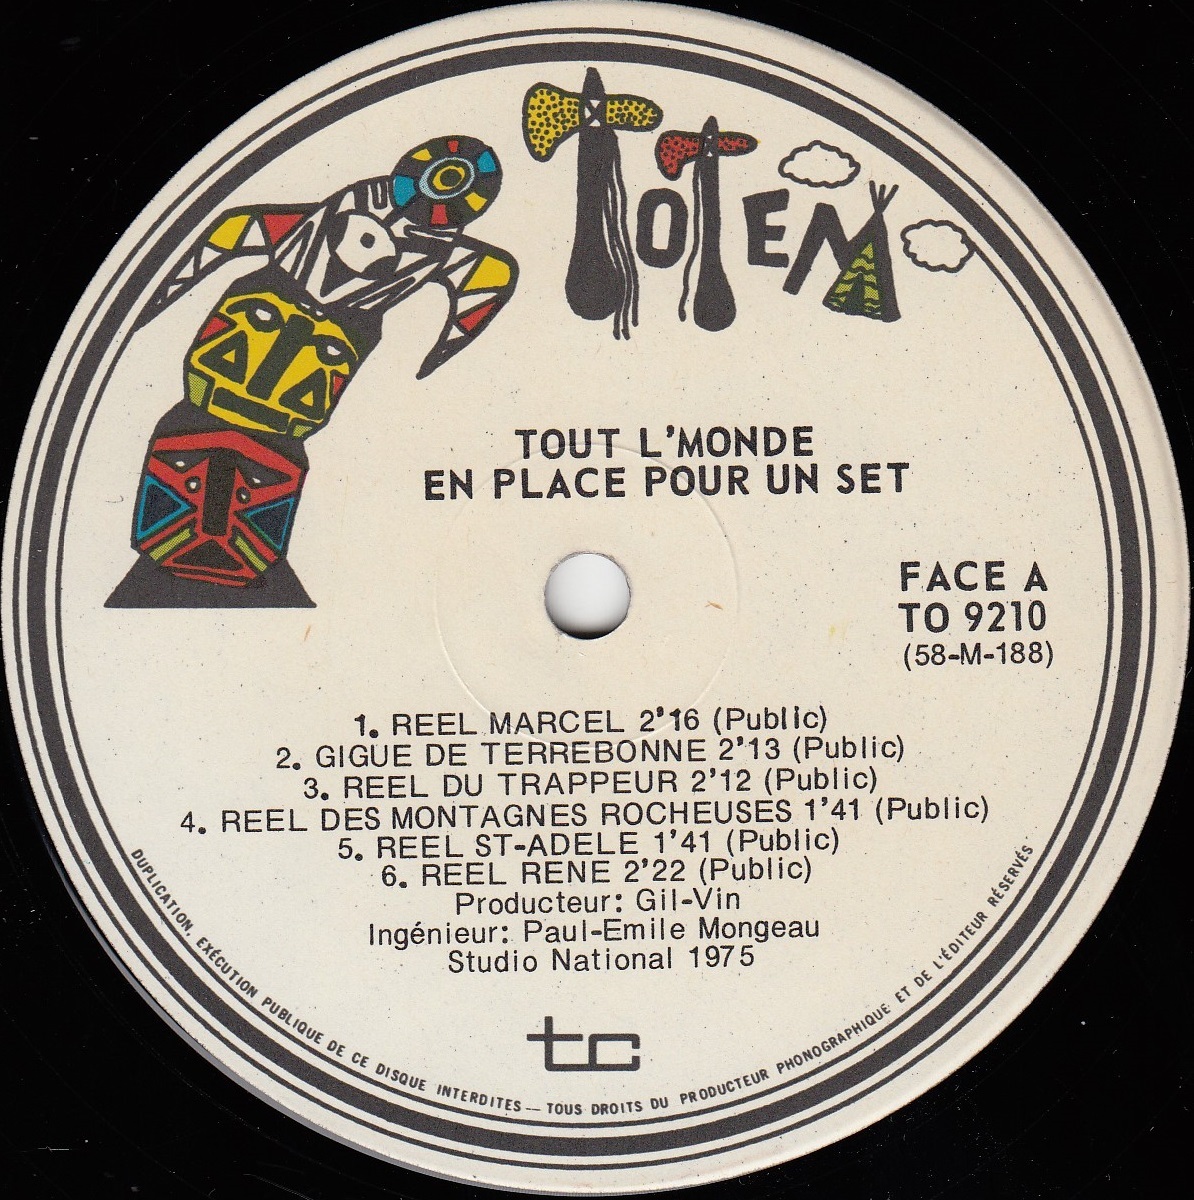 TOTEM
TOUT L'MONDE
EN PLACE POUR UN SET
FACE A
TO 9210
(58-M-188)
1. REEL MARCEL 2'16 (Public)
2. GIGUE DE TERREBONNE 2'13 (Public)
3. REEL DU TRAPPEUR 2'12 (Public)
4. REEL DES MONTAGNES ROCHEUSES 1'41 (Public)
5. REEL ST-ADELE 1'41 (Public)
6. REEL RENE 2'22 (Public)
Producteur: Gil-Vin
Ingénieur: Paul-Emile Mongeau
Studio National 1975
tc
DUPLICATION, EXÉCUTION PUBLIQUE DE CE DISQUE INTERDITES — TOUS DROITS DU PRODUCTEUR PHONOGRAPHIQUE ET DE L'ÉDITEUR RÉSERVÉS